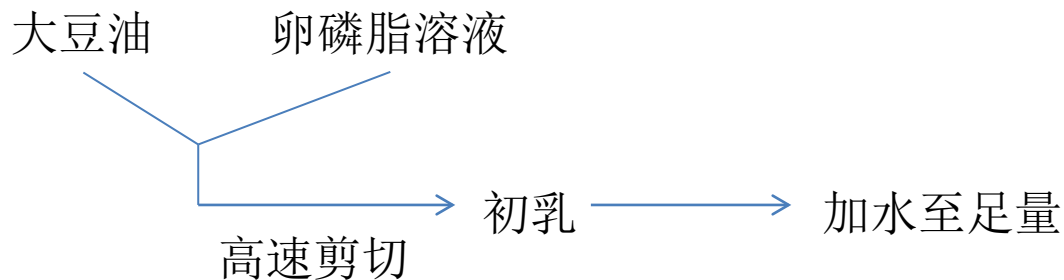 大豆油
卵磷脂溶液
初乳
加水至足量
高速剪切